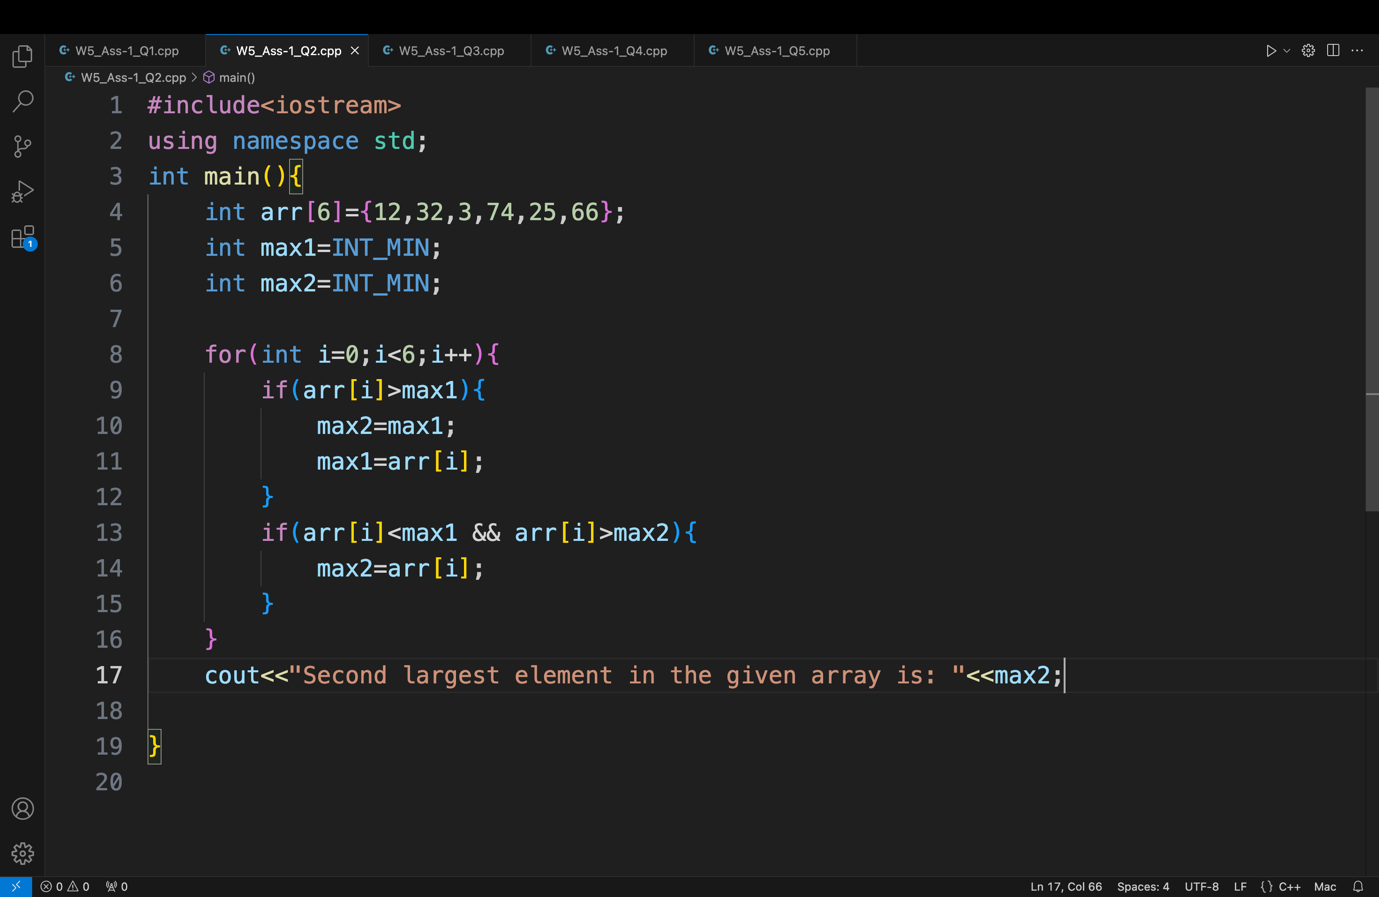 W5_Ass-1_Q1.cpp W5_Ass-1_Q2.cpp W5_Ass-1_Q3.cpp W5_Ass-1_Q4.cpp W5_Ass-1_Q5.cpp
W5_Ass-1_Q2.cpp > main()
1 #include<iostream>
2 using namespace std;
3 int main(){
4     int arr[6]={12,32,3,74,25,66};
5     int max1=INT_MIN;
6     int max2=INT_MIN;
7
8     for(int i=0;i<6;i++){
9         if(arr[i]>max1){
10             max2=max1;
11             max1=arr[i];
12         }
13         if(arr[i]<max1 && arr[i]>max2){
14             max2=arr[i];
15         }
16     }
17     cout<<"Second largest element in the given array is: "<<max2;
18
19 }
20
1
0 0 0 Ln 17, Col 66 Spaces: 4 UTF-8 LF {} C++ Mac